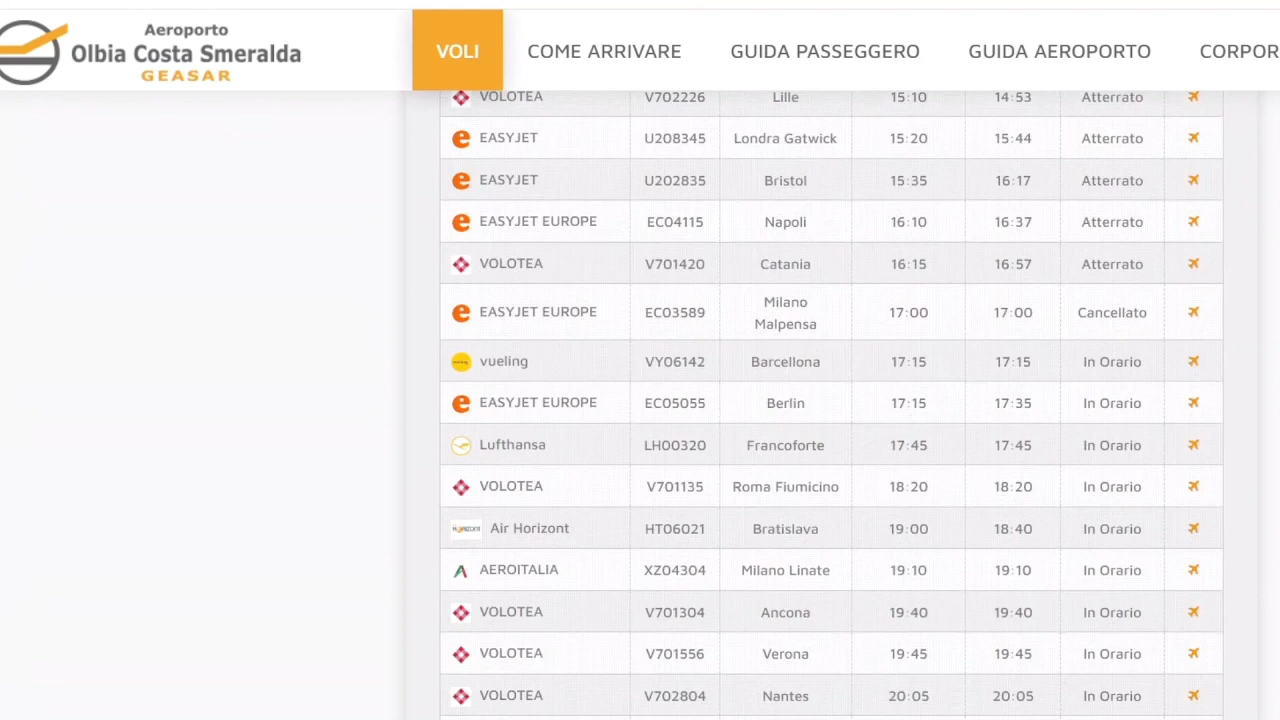 Aeroporto
Olbia Costa Smeralda
GEASAR
VOLI COME ARRIVARE GUIDA PASSEGGERO GUIDA AEROPORTO CORPOR
VOLOTEA V702226 Lille 15:10 14:53 Atterrato
EASYJET U208345 Londra Gatwick 15:20 15:44 Atterrato
EASYJET U202835 Bristol 15:35 16:17 Atterrato
EASYJET EUROPE EC04115 Napoli 16:10 16:37 Atterrato
VOLOTEA V701420 Catania 16:15 16:57 Atterrato
EASYJET EUROPE EC03589 Milano Malpensa 17:00 17:00 Cancellato
vueling VY06142 Barcellona 17:15 17:15 In Orario
EASYJET EUROPE EC05055 Berlin 17:15 17:35 In Orario
Lufthansa LH00320 Francoforte 17:45 17:45 In Orario
VOLOTEA V701135 Roma Fiumicino 18:20 18:20 In Orario
Air Horizont HT06021 Bratislava 19:00 18:40 In Orario
AEROITALIA XZ04304 Milano Linate 19:10 19:10 In Orario
VOLOTEA V701304 Ancona 19:40 19:40 In Orario
VOLOTEA V701556 Verona 19:45 19:45 In Orario
VOLOTEA V702804 Nantes 20:05 20:05 In Orario